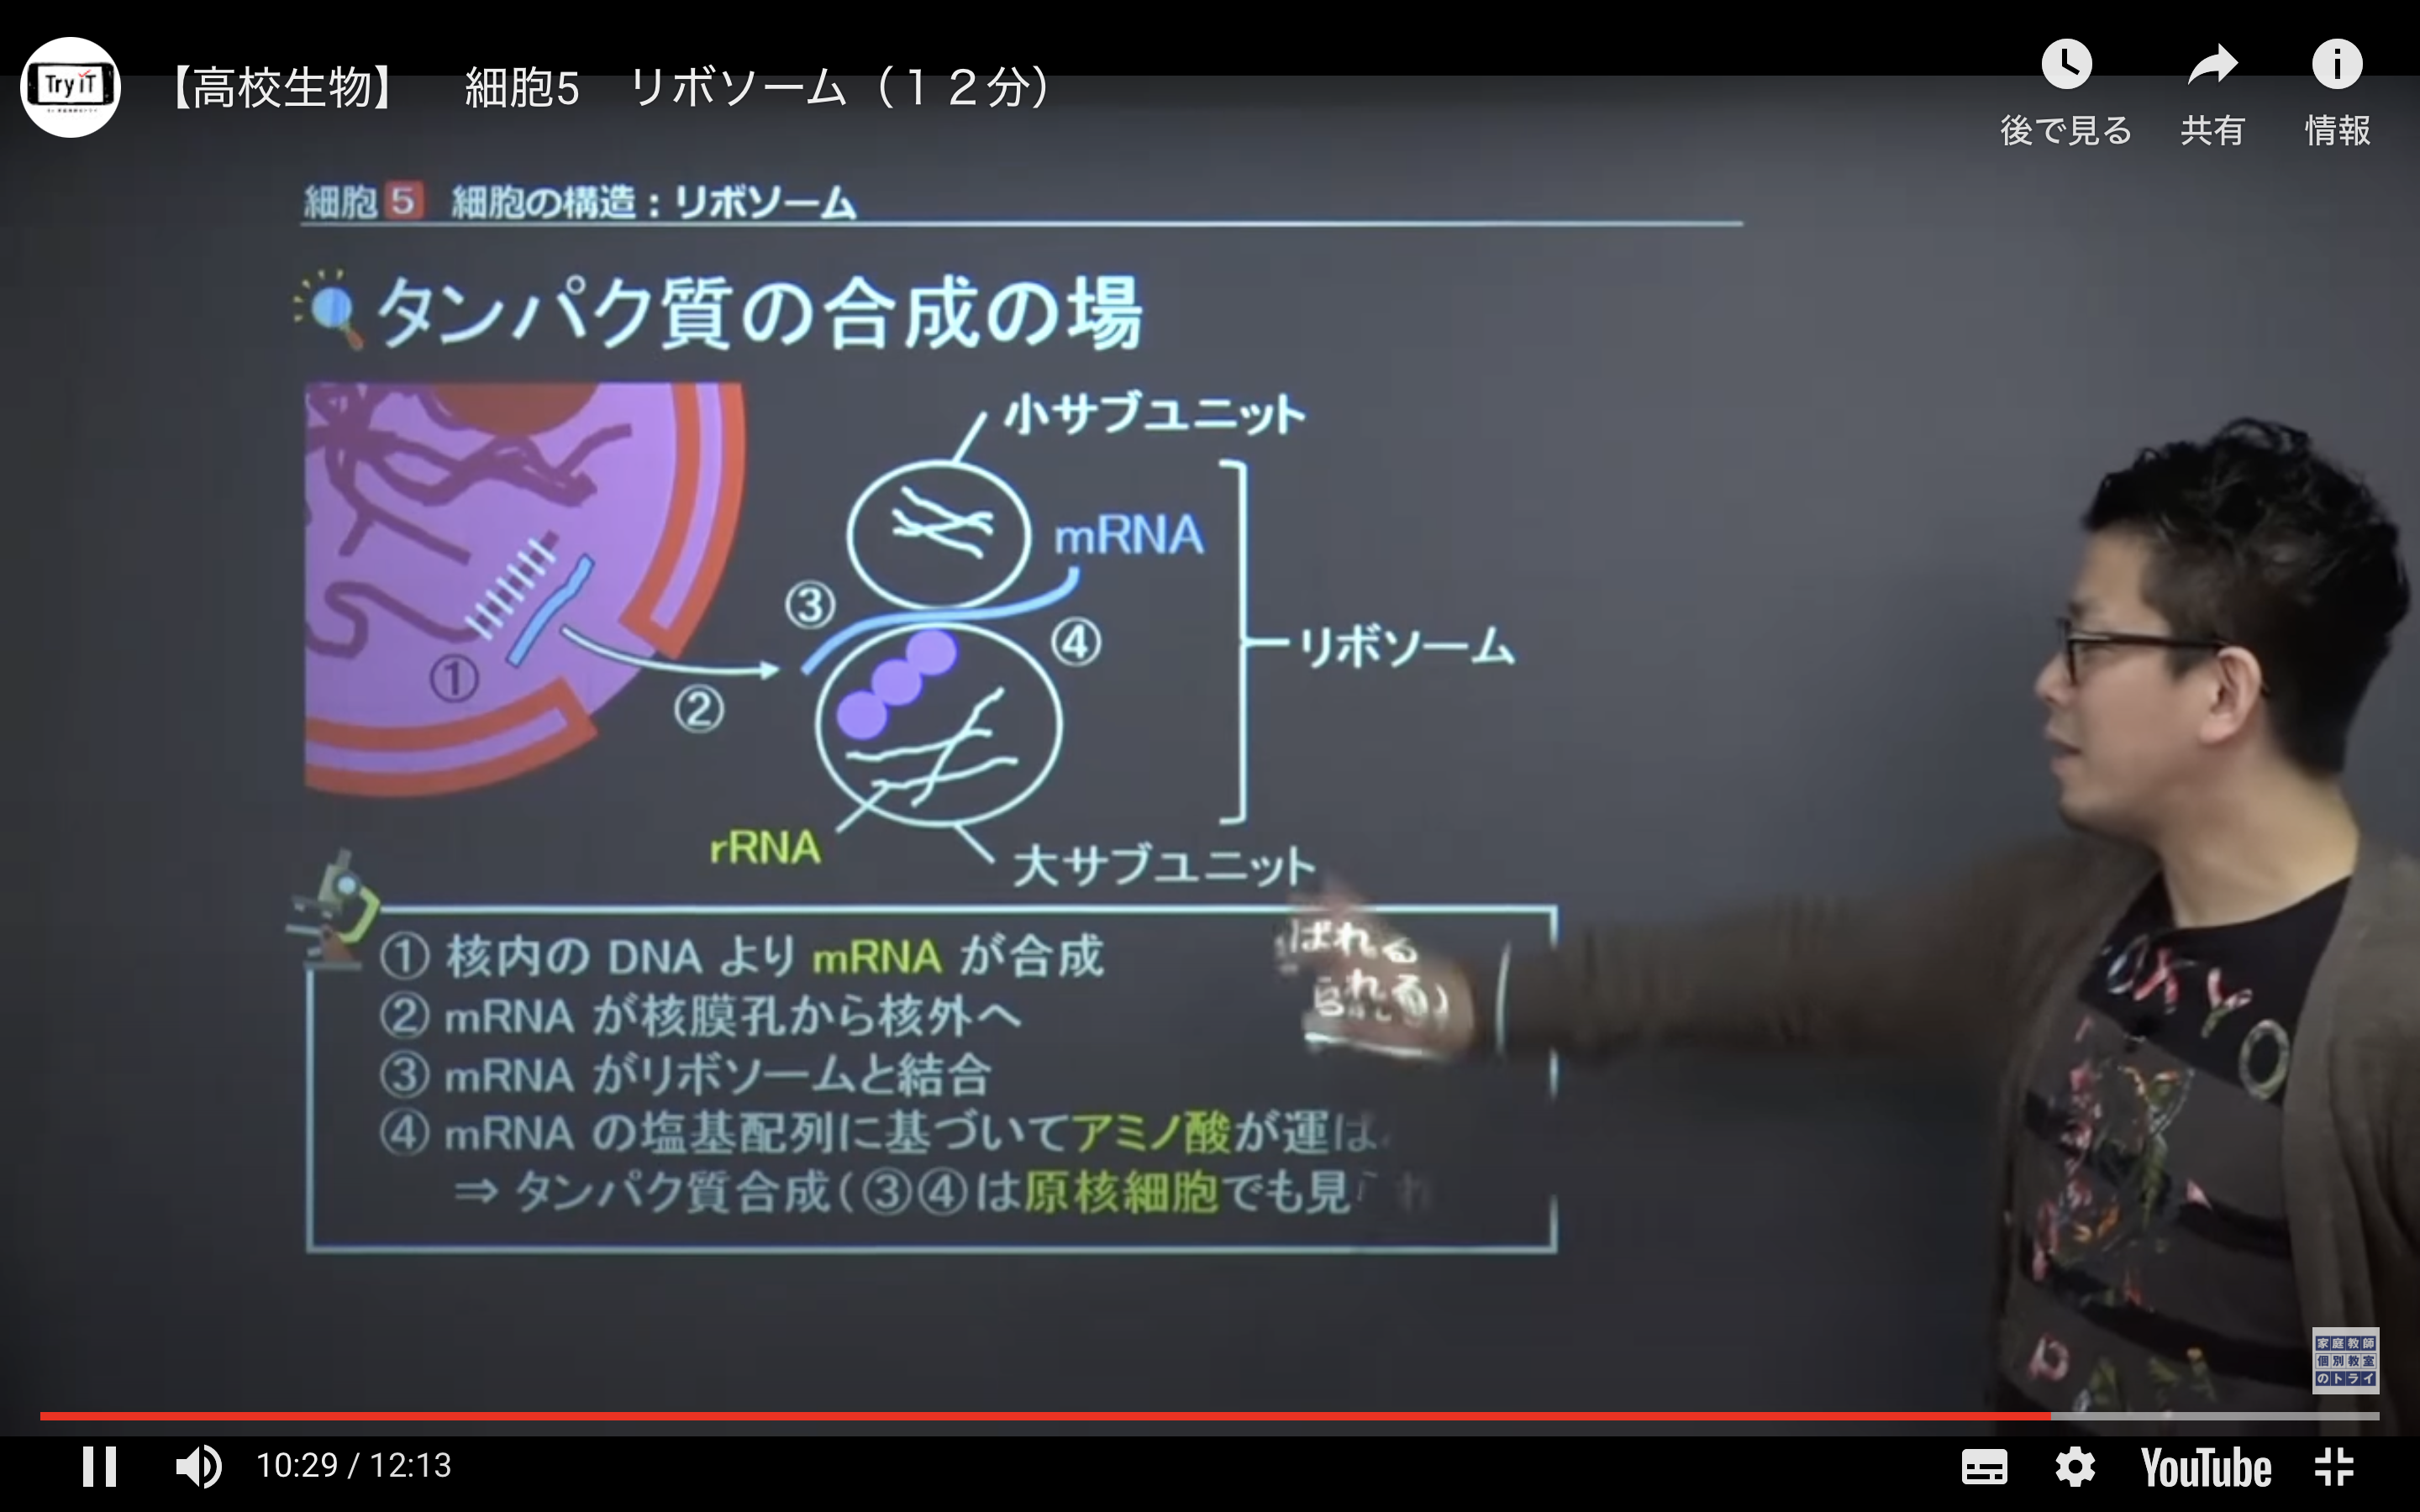 Try iT
【高校生物】　細胞5　リボソーム（１２分）
後で見る
共有
情報
細胞 5 細胞の構造：リボソーム
タンパク質の合成の場
小サブユニット
mRNA
③
④
リボソーム
①
②
rRNA
大サブユニット
① 核内の DNA より mRNA が合成
② mRNA が核膜孔から核外へ
③ mRNA がリボソームと結合
④ mRNA の塩基配列に基づいてアミノ酸が運ばれる
⇒ タンパク質合成(③④は原核細胞でも見られる)
OXYO
家庭教師
個別教室
のトライ
10:29 / 12:13
YouTube